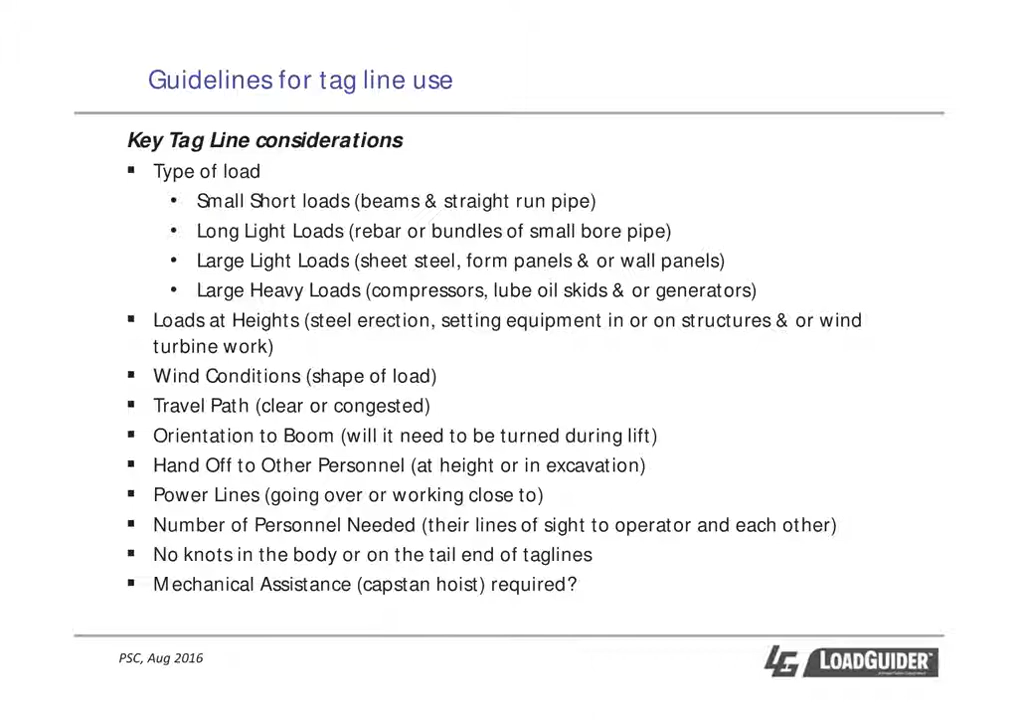 Guidelines for tag line use
Key Tag Line considerations
▪ Type of load
• Small Short loads (beams & straight run pipe)
• Long Light Loads (rebar or bundles of small bore pipe)
• Large Light Loads (sheet steel, form panels & or wall panels)
• Large Heavy Loads (compressors, lube oil skids & or generators)
▪ Loads at Heights (steel erection, setting equipment in or on structures & or wind
turbine work)
▪ Wind Conditions (shape of load)
▪ Travel Path (clear or congested)
▪ Orientation to Boom (will it need to be turned during lift)
▪ Hand Off to Other Personnel (at height or in excavation)
▪ Power Lines (going over or working close to)
▪ Number of Personnel Needed (their lines of sight to operator and each other)
▪ No knots in the body or on the tail end of taglines
▪ Mechanical Assistance (capstan hoist) required?
PSC, Aug 2016
LG LOADGUIDER™